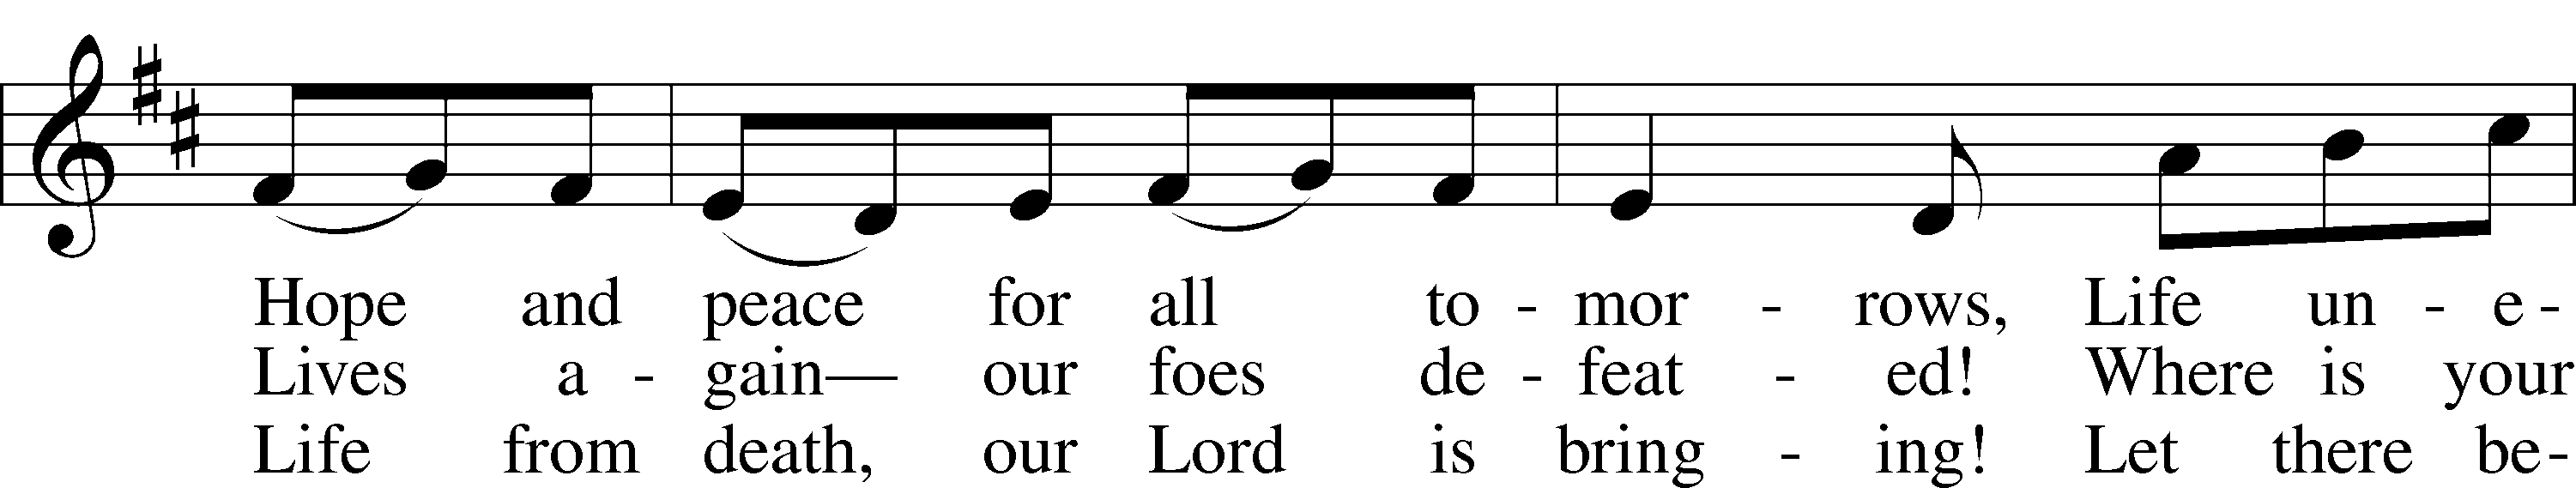 Hope and peace for all to - mor - rows, Life un - e -
Lives a - gain— our foes de - feat - ed! Where is your
Life from death, our Lord is bring - ing! Let there be-